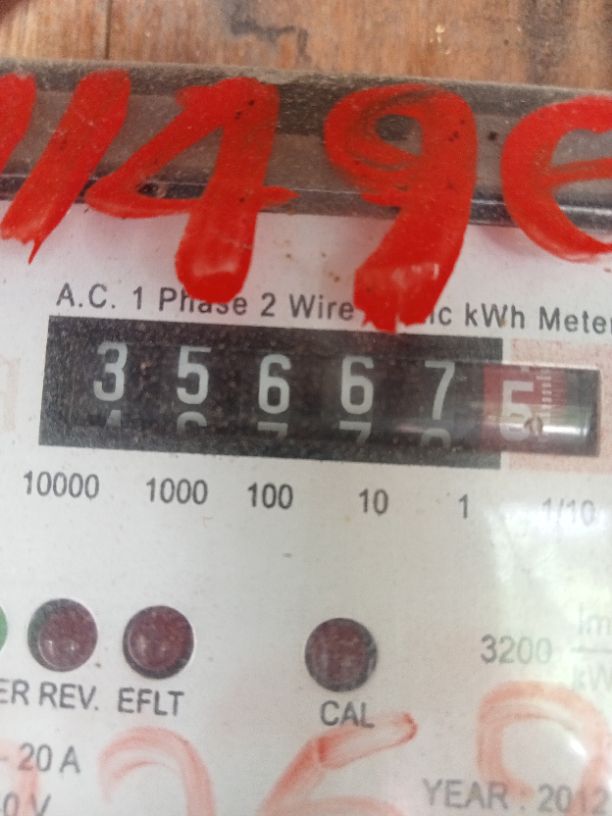 1149
A.C. 1 Phase 2 Wire kWh Meter
3 5 6 6 7 5
10000 1000 100 10 1 1/10
3200
REV. EFLT
CAL
20 A
V
YEAR : 2012